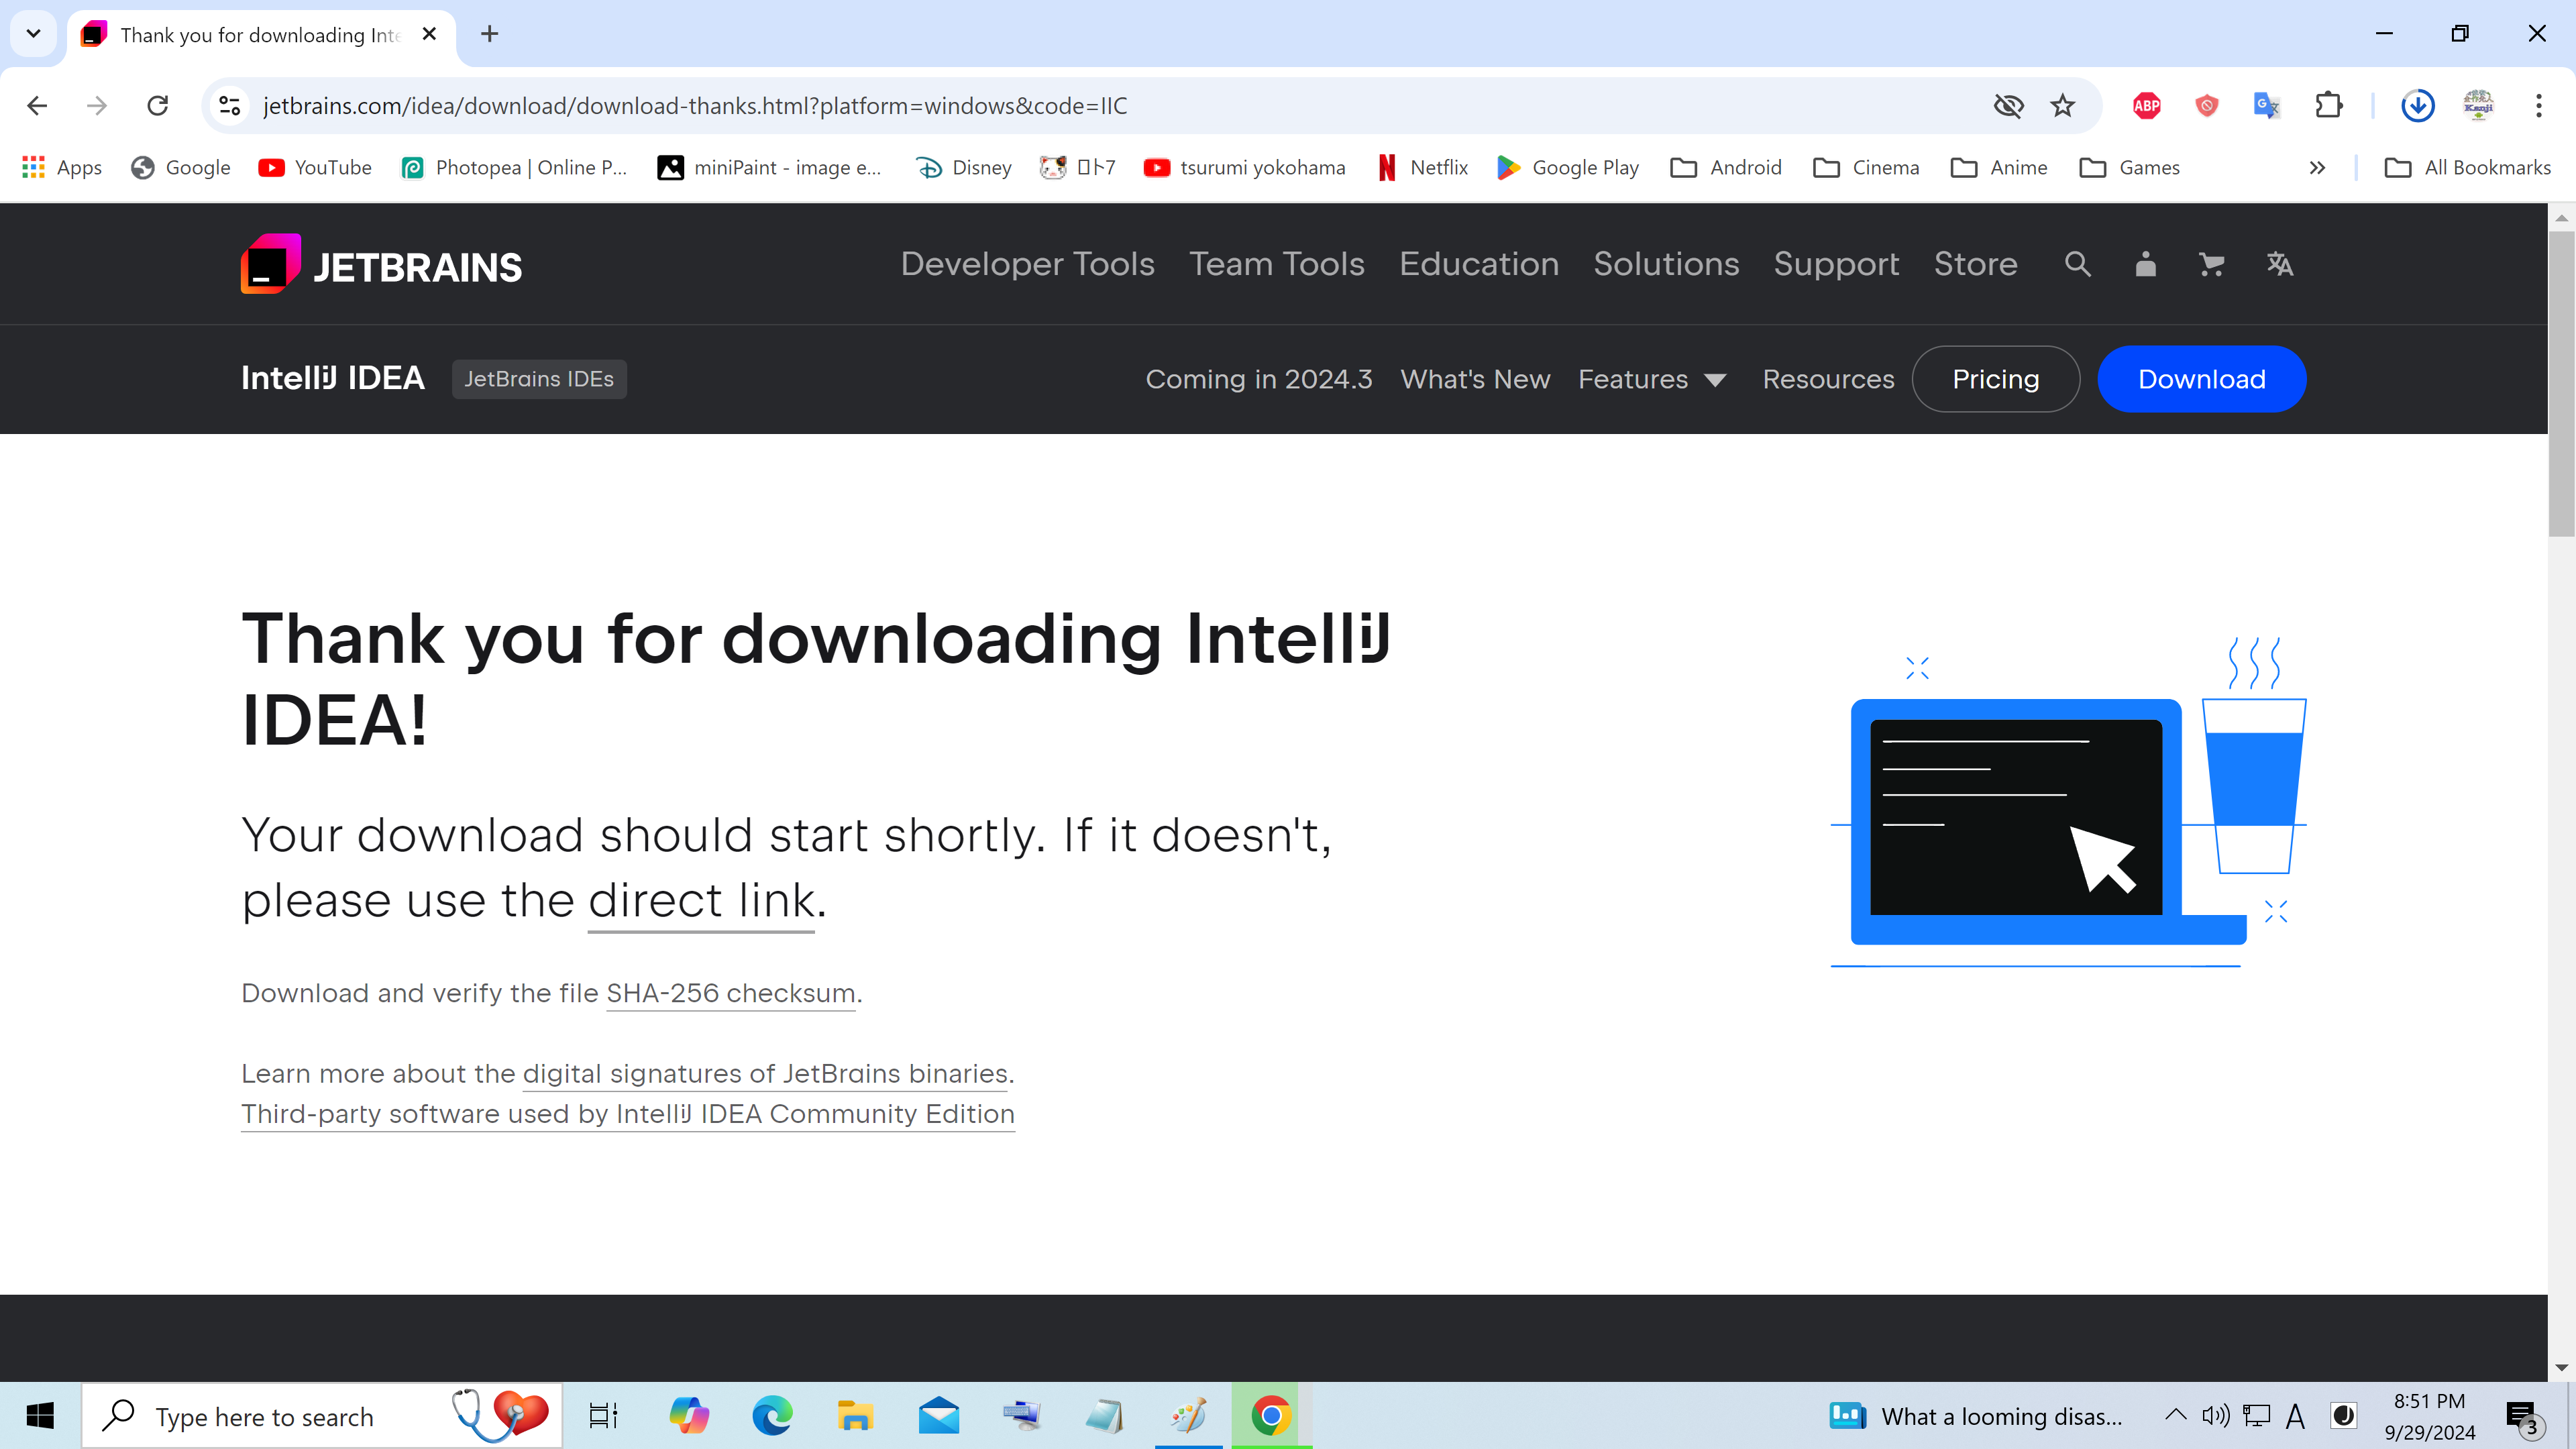 Thank you for downloading Inte
jetbrains.com/idea/download/download-thanks.html?platform=windows&code=IIC
ABP
Apps
Google
YouTube
Photopea | Online P...
miniPaint - image e...
Disney
ロト7
tsurumi yokohama
Netflix
Google Play
Android
Cinema
Anime
Games
All Bookmarks
JETBRAINS
Developer Tools
Team Tools
Education
Solutions
Support
Store
IntelliJ IDEA
JetBrains IDEs
Coming in 2024.3
What's New
Features
Resources
Pricing
Download
Thank you for downloading IntelliJ
IDEA!
Your download should start shortly. If it doesn't,
please use the direct link.
Download and verify the file SHA-256 checksum.
Learn more about the digital signatures of JetBrains binaries.
Third-party software used by IntelliJ IDEA Community Edition
Type here to search
What a looming disas...
A
8:51 PM
9/29/2024
3